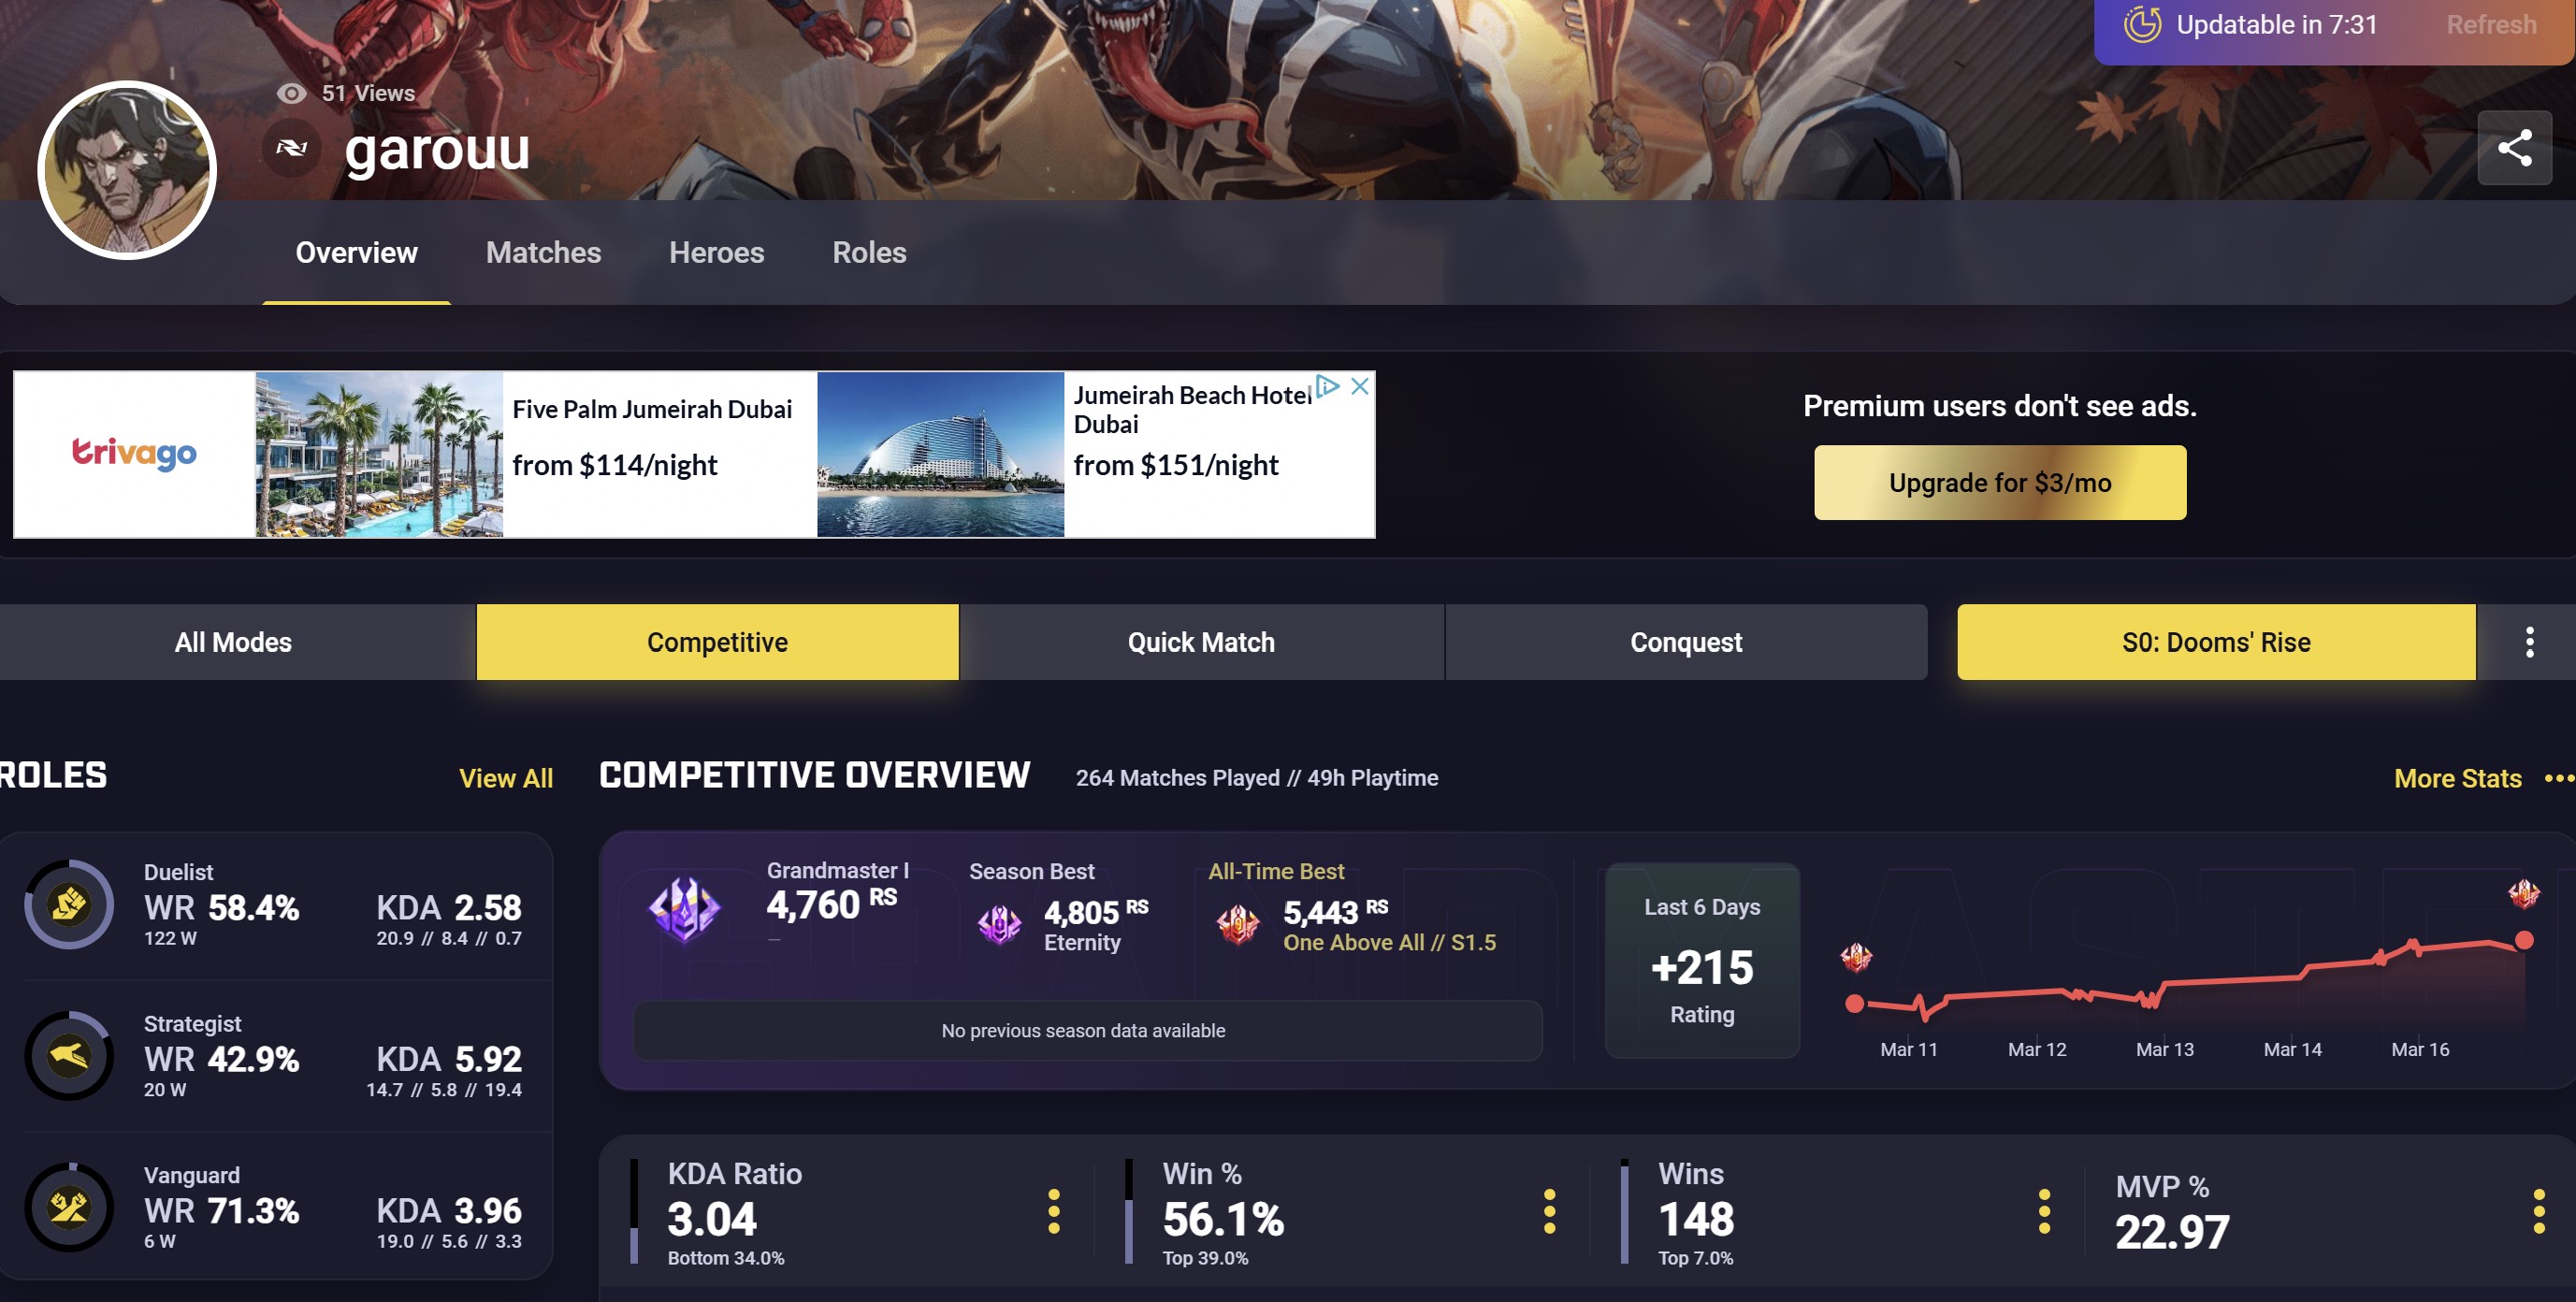 Updatable in 7:31
Refresh
51 Views
garouu
Overview
Matches
Heroes
Roles
trivago
Five Palm Jumeirah Dubai
from $114/night
Jumeirah Beach Hotel
Dubai
from $151/night
Premium users don't see ads.
Upgrade for $3/mo
All Modes
Competitive
Quick Match
Conquest
S0: Dooms' Rise
ROLES
View All
Duelist
WR 58.4%
KDA 2.58
122 W
20.9 // 8.4 // 0.7
Strategist
WR 42.9%
KDA 5.92
20 W
14.7 // 5.8 // 19.4
Vanguard
WR 71.3%
KDA 3.96
6 W
19.0 // 5.6 // 3.3
COMPETITIVE OVERVIEW
264 Matches Played // 49h Playtime
More Stats
Grandmaster I
4,760 RS
Season Best
4,805 RS
Eternity
All-Time Best
5,443 RS
One Above All // S1.5
No previous season data available
Last 6 Days
+215
Rating
Mar 11
Mar 12
Mar 13
Mar 14
Mar 16
KDA Ratio
3.04
Bottom 34.0%
Win %
56.1%
Top 39.0%
Wins
148
Top 7.0%
MVP %
22.97